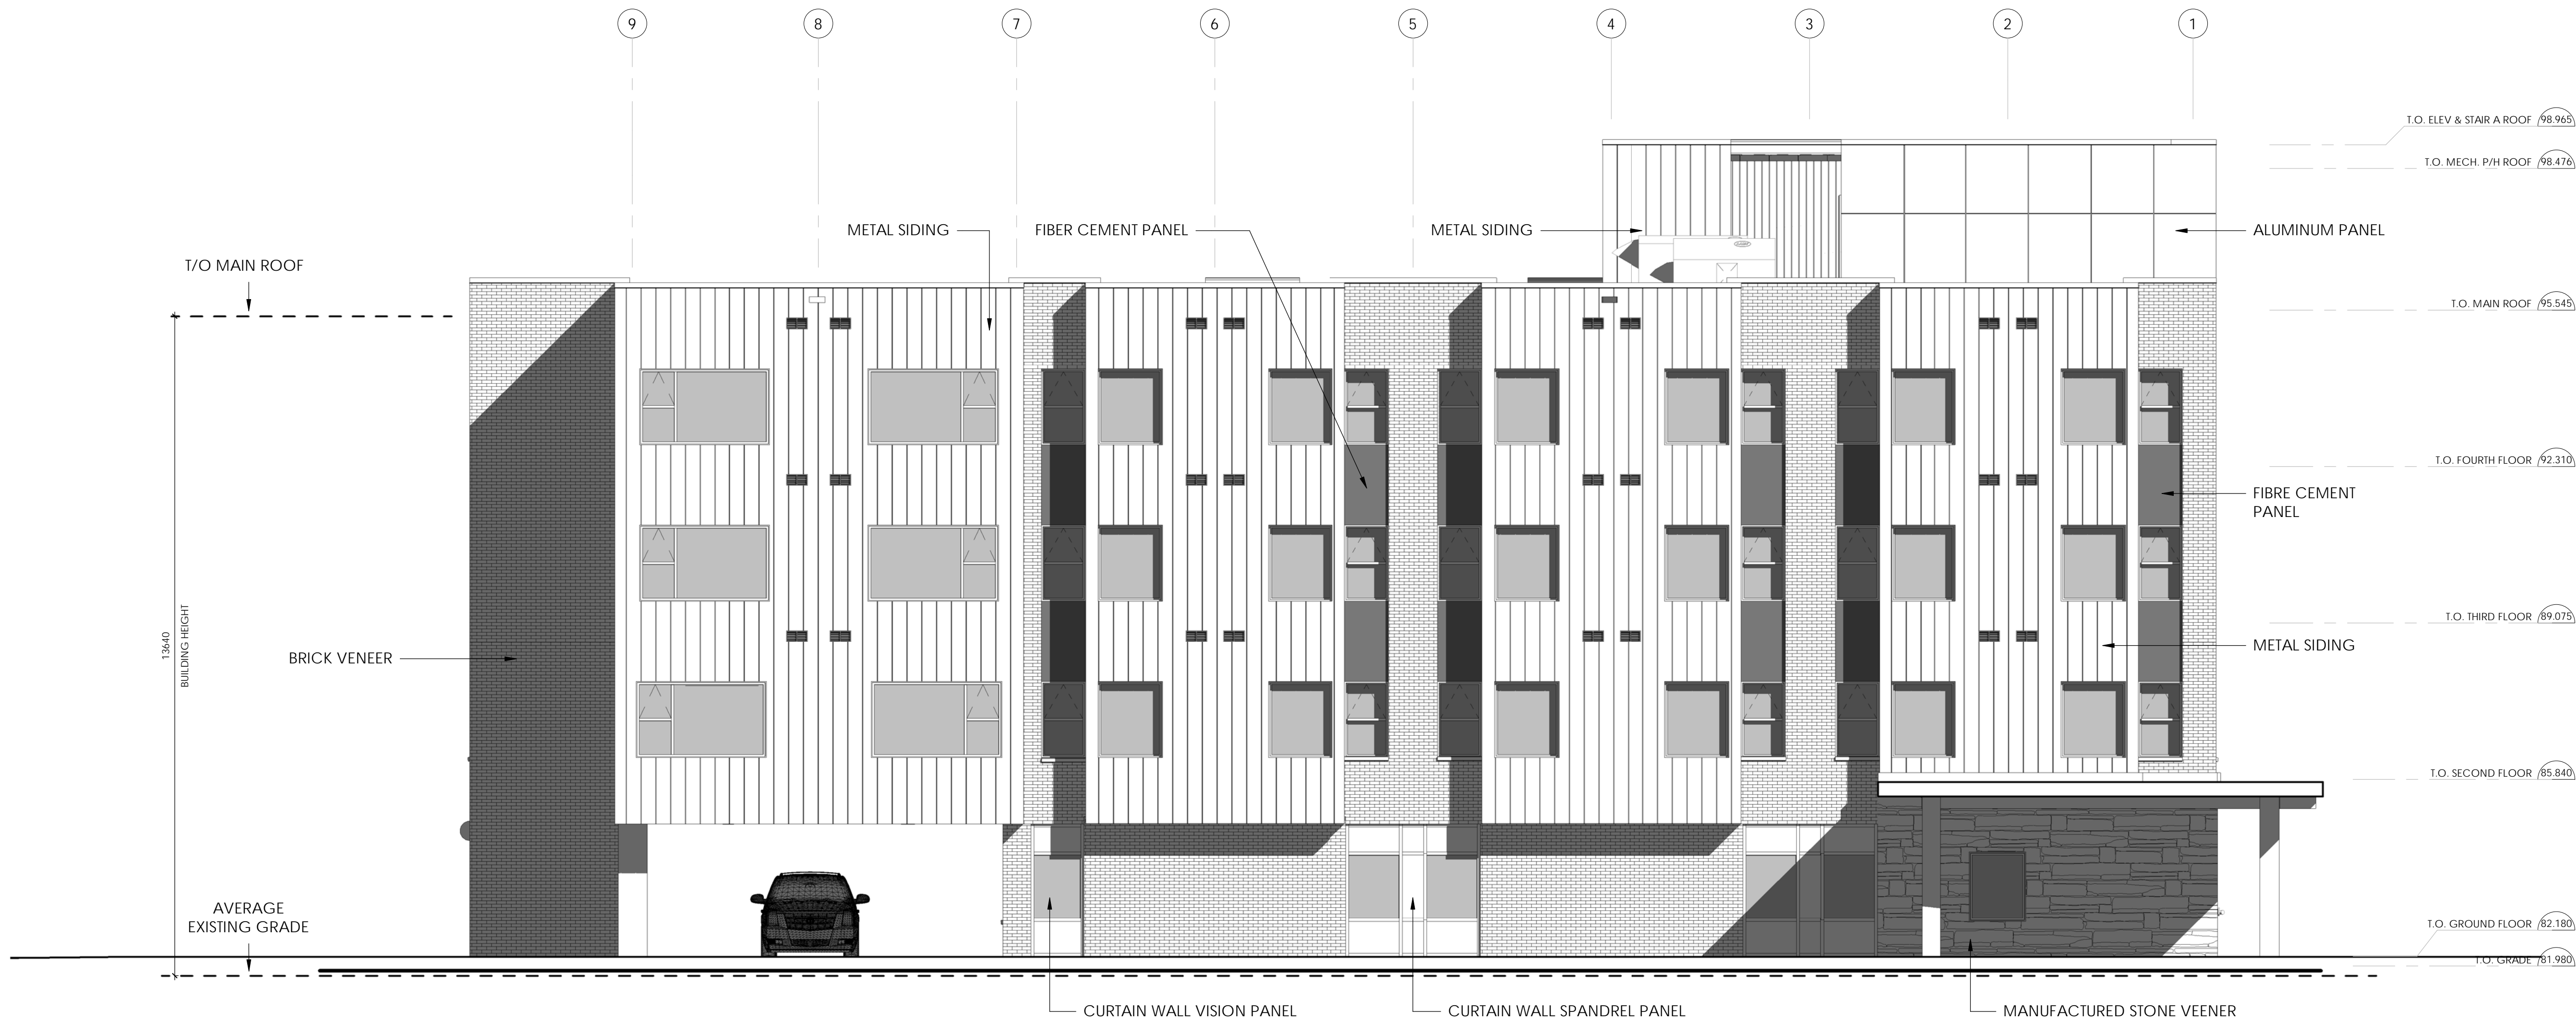 9 8 7 6 5 4 3 2 1
T.O. ELEV & STAIR A ROOF 98.965
T.O. MECH. P/H ROOF 98.476
METAL SIDING
FIBER CEMENT PANEL
METAL SIDING
ALUMINUM PANEL
T/O MAIN ROOF
T.O. MAIN ROOF 95.545
T.O. FOURTH FLOOR 92.310
FIBRE CEMENT
PANEL
T.O. THIRD FLOOR 89.075
13640
BUILDING HEIGHT
BRICK VENEER
METAL SIDING
T.O. SECOND FLOOR 85.840
AVERAGE
EXISTING GRADE
T.O. GROUND FLOOR 82.180
T.O. GRADE 81.980
CURTAIN WALL VISION PANEL
CURTAIN WALL SPANDREL PANEL
MANUFACTURED STONE VEENER